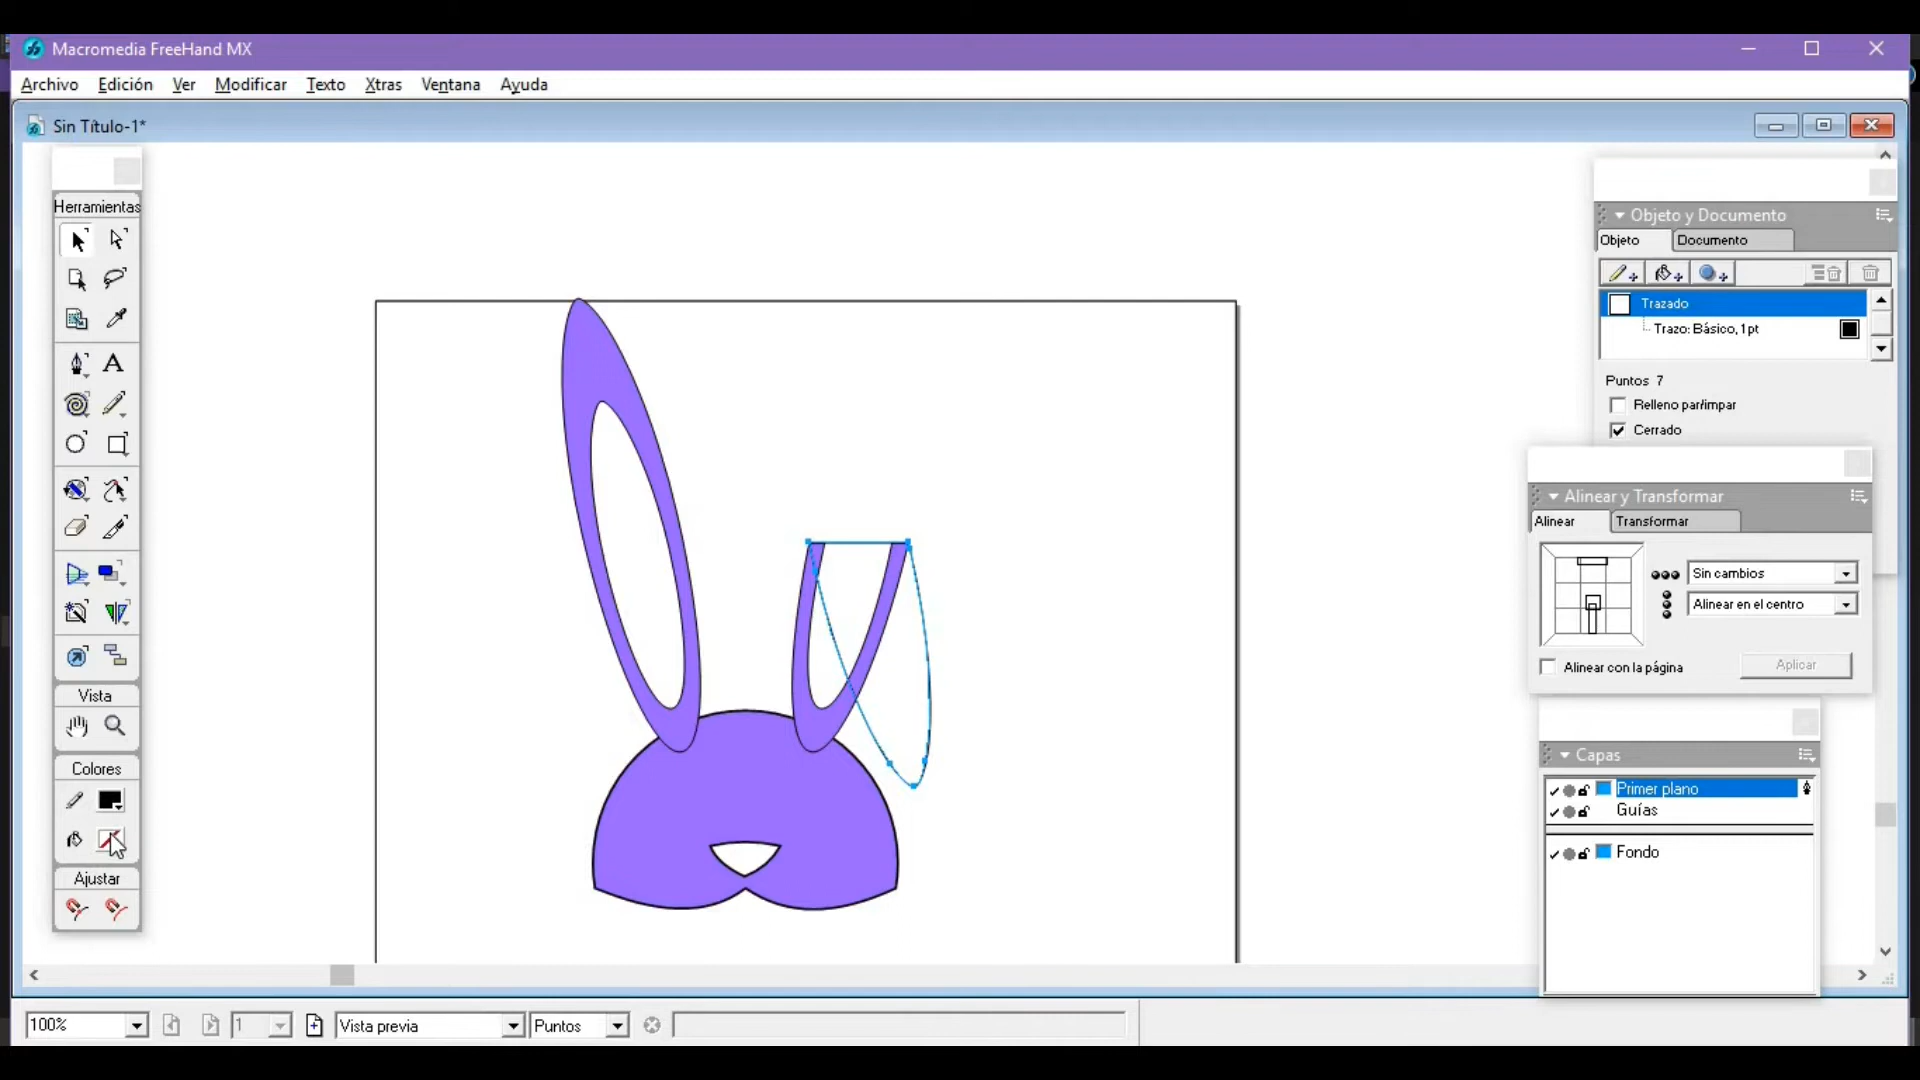 Macromedia FreeHand MX
Archivo Edición Ver Modificar Texto Xtras Ventana Ayuda
Sin Título-1*
Herramientas
A
Vista
Colores
Ajustar
Objeto y Documento
Objeto Documento
Trazado
Trazo: Básico, 1pt
Puntos 7
Relleno par/impar
Cerrado
Alinear y Transformar
Alinear Transformar
Sin cambios
Alinear en el centro
Alinear con la página Aplicar
Capas
Primer plano
Guías
Fondo
100% 1 Vista previa Puntos